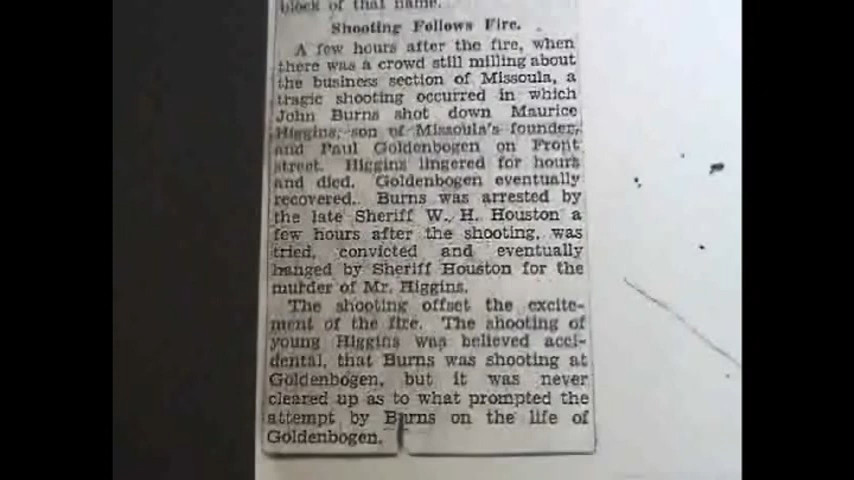 block of that name.
Shooting Follows Fire.
A few hours after the fire, when
there was a crowd still milling about
the business section of Missoula, a
tragic shooting occurred in which
John Burns shot down Maurice
Higgins, son of Missoula's founder,
and Paul Goldenbogen on Front
street. Higgins lingered for hours
and died. Goldenbogen eventually
recovered. Burns was arrested by
the late Sheriff W. H. Houston a
few hours after the shooting, was
tried, convicted and eventually
hanged by Sheriff Houston for the
murder of Mr. Higgins.
The shooting offset the excite-
ment of the fire. The shooting of
young Higgins was believed acci-
dental, that Burns was shooting at
Goldenbogen, but it was never
cleared up as to what prompted the
attempt by Burns on the life of
Goldenbogen.